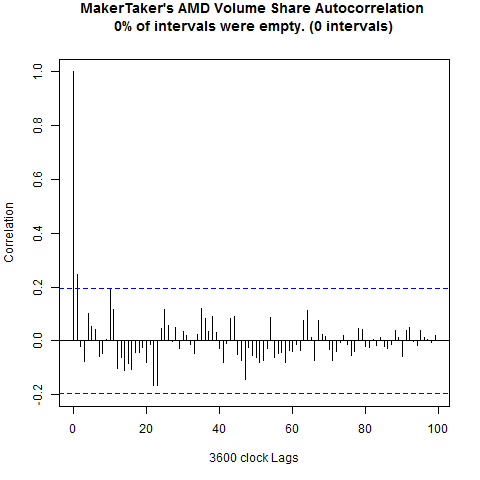 MakerTaker's AMD Volume Share Autocorrelation
0% of intervals were empty. (0 intervals)
1.0
0.8
0.6
0.4
0.2
0.0
-0.2
Correlation
0 20 40 60 80 100
3600 clock Lags